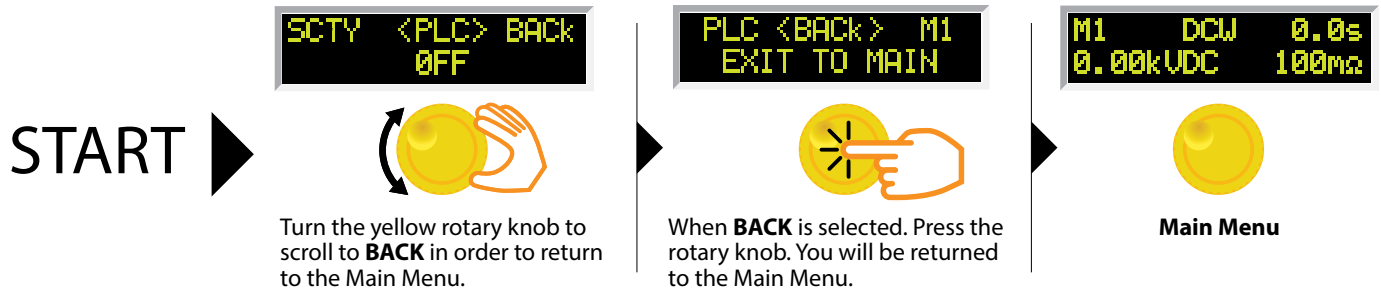 START
SCTY <PLC> BACk
0FF
Turn the yellow rotary knob to
scroll to BACK in order to return
to the Main Menu.
PLC <BACk> M1
EXIT TO MAIN
When BACK is selected. Press the
rotary knob. You will be returned
to the Main Menu.
M1 DCW 0.0s
0.00kVDC 100mΩ
Main Menu